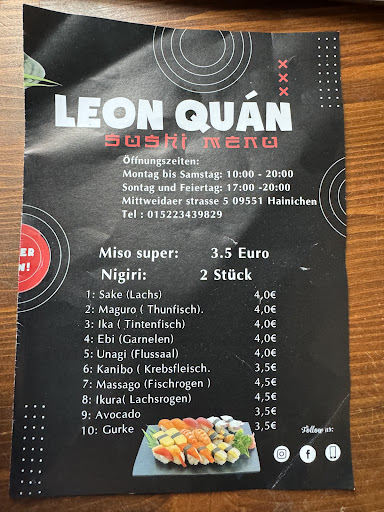 LEON QUÁN
SUSHI MENU
Öffnungszeiten:
Montag bis Samstag: 10:00 - 20:00
Sontag und Feiertag: 17:00 -20:00
Mittweidaer strasse 5 09551 Hainichen
Tel : 015223439829
ER
N!
Miso super: 3.5 Euro
Nigiri: 2 Stück
1: Sake (Lachs) 4,0€
2: Maguro ( Thunfisch). 4,0€
3: Ika ( Tintenfisch) 4,0€
4: Ebi (Garnelen) 4,0€
5: Unagi (Flussaal) 4,0€
6: Kanibo ( Krebsfleisch. 3,5€
7: Massago (Fischrogen ) 4,5€
8: Ikura( Lachsrogen) 4,5€
9: Avocado 3,5€
10: Gurke 3,5€
Follow us: